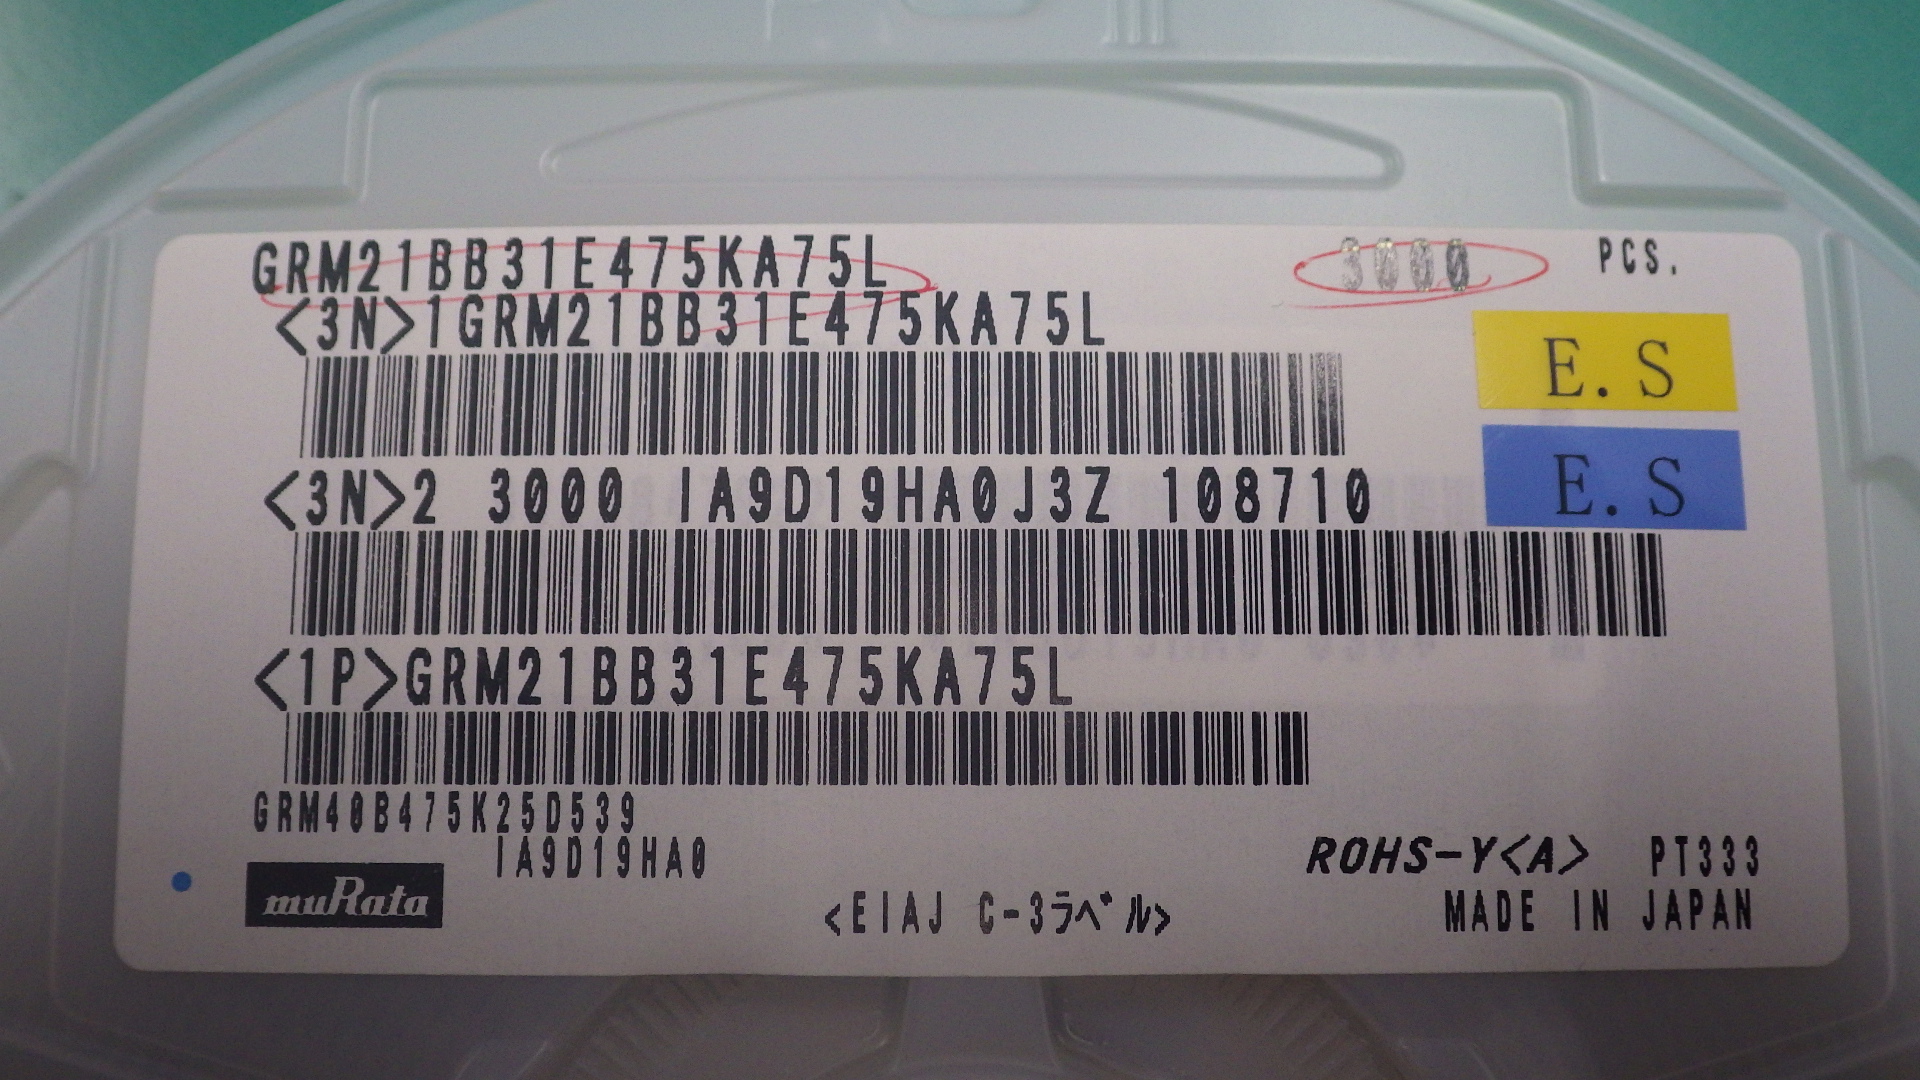 GRM21BB31E475KA75L 3000 PCS.
<3N>1GRM21BB31E475KA75L
E.S
<3N>2 3000 IA9D19HA0J3Z 108710
E.S
<1P>GRM21BB31E475KA75L
GRM40B475K25D539
IA9D19HA0
ROHS-Y<A> PT333
muRata
<EIAJ C-3ラベル>
MADE IN JAPAN